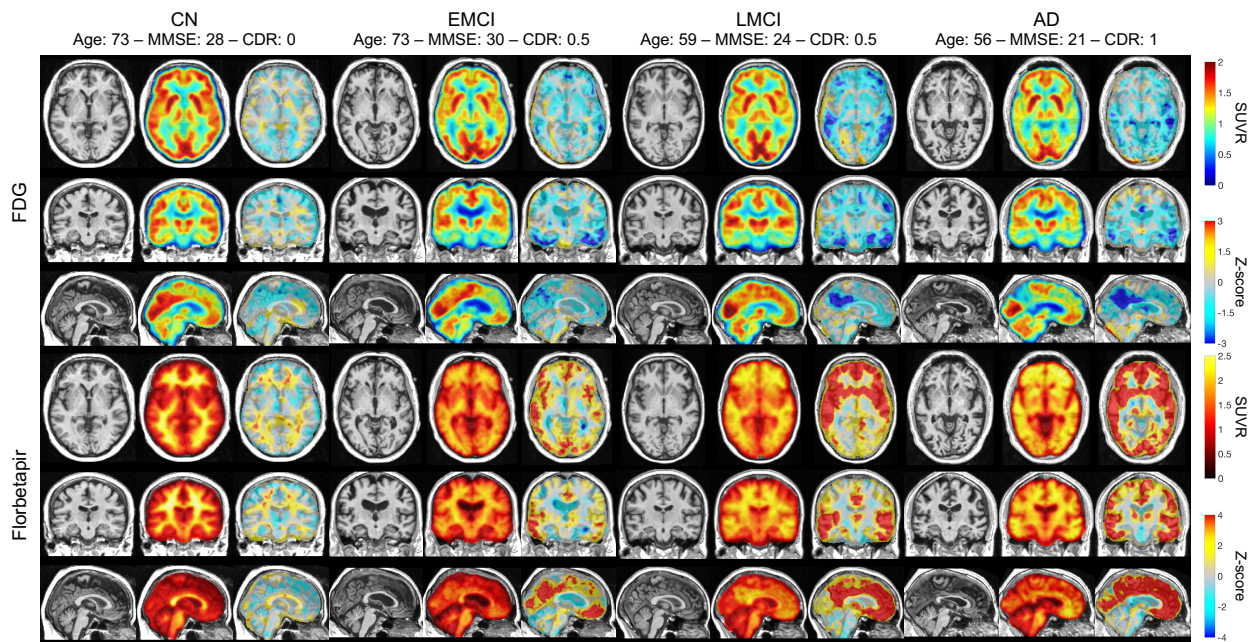 CN
Age: 73 – MMSE: 28 – CDR: 0
EMCI
Age: 73 – MMSE: 30 – CDR: 0.5
LMCI
Age: 59 – MMSE: 24 – CDR: 0.5
AD
Age: 56 – MMSE: 21 – CDR: 1
FDG
2
1.5
1
0.5
0
SUVR
3
1.5
0
-1.5
-3
Z-score
Florbetapir
2.5
2
1.5
1
0.5
0
SUVR
4
2
0
-2
-4
Z-score